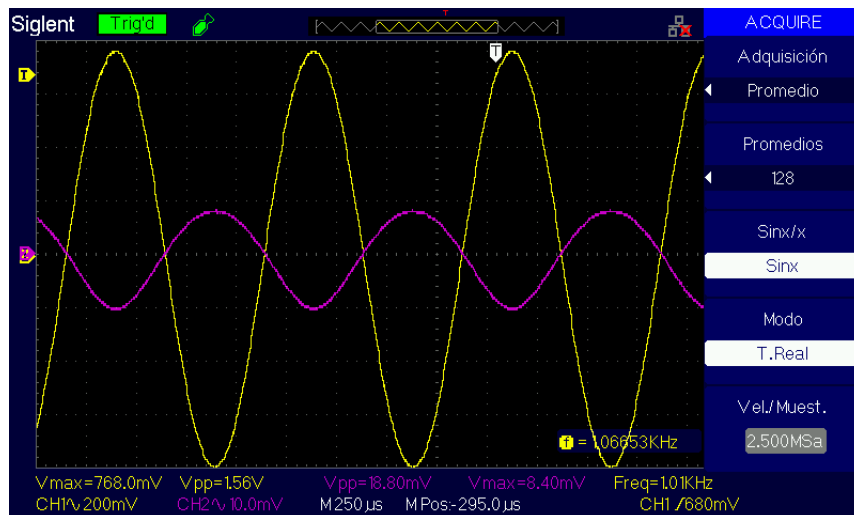 Siglent Trig'd ACQUIRE
T
Adquisición
Promedio
Promedios
128
Sinx/x
Sinx
Modo
T.Real
Vel./Muest.
2.500MSa
f = 1.06653KHz
Vmax=768.0mV Vpp=1.56V Vpp=18.80mV Vmax=8.40mV Freq=1.01KHz
CH1∿200mV CH2∿10.0mV M250µs MPos:-295.0µs CH1 /680mV